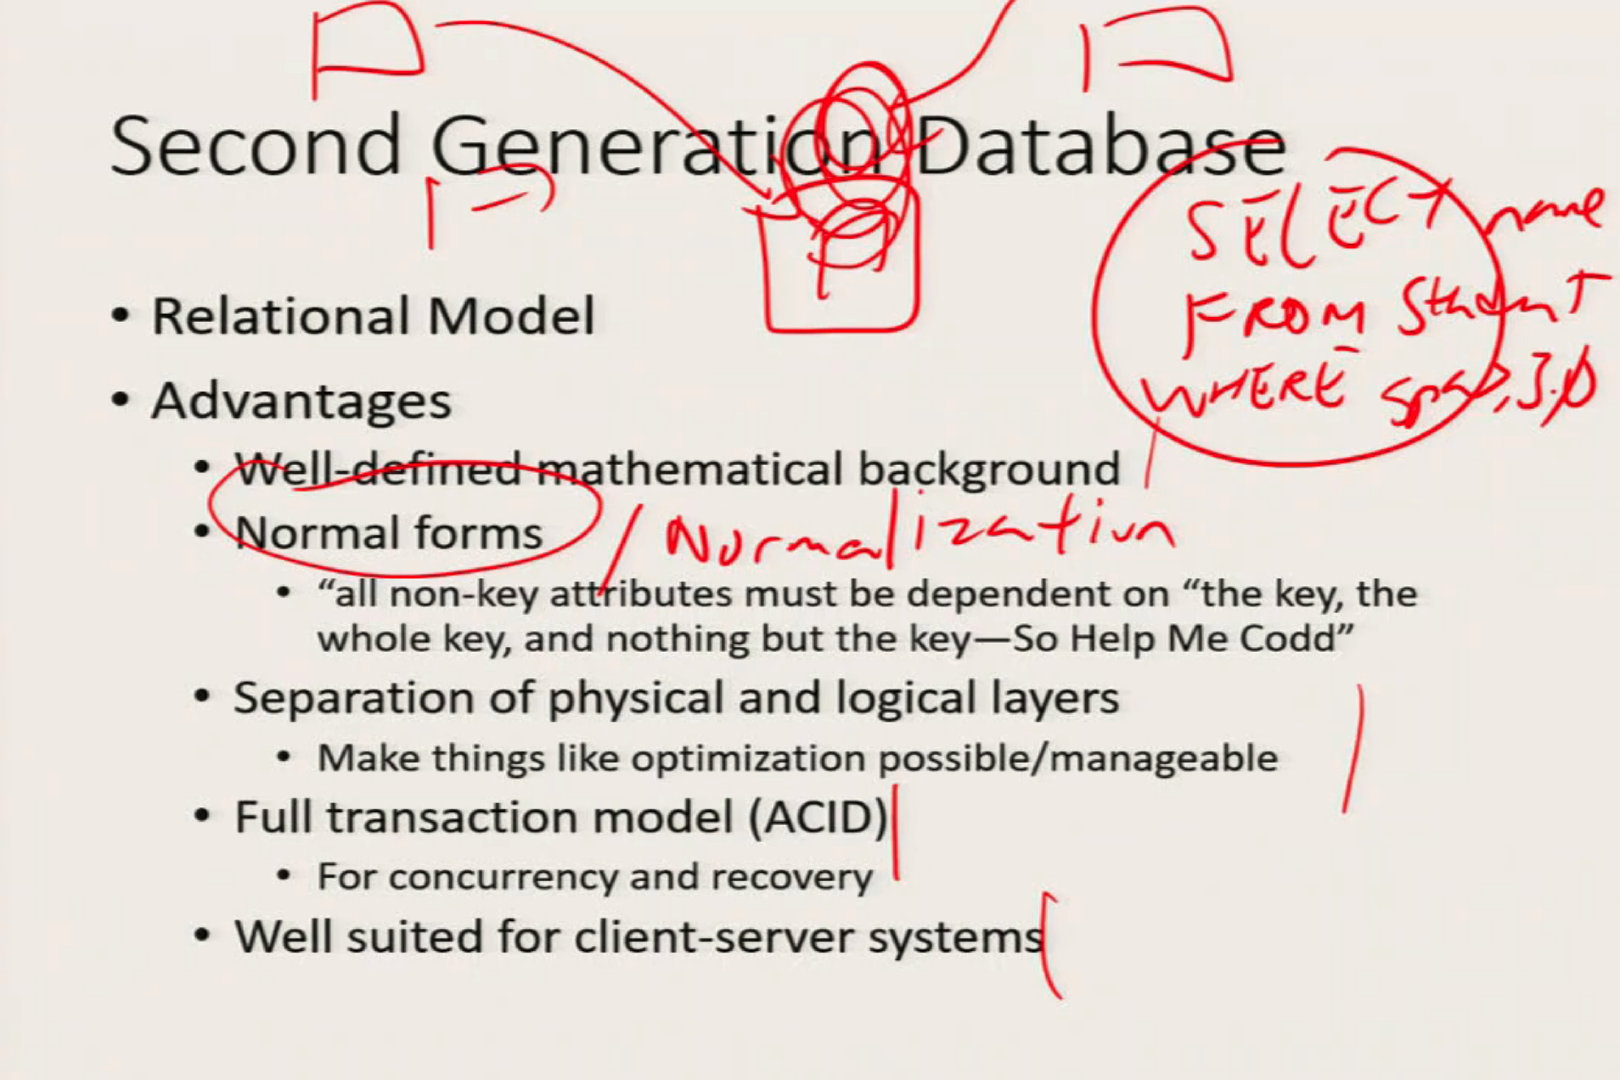 Second Generation Database
SELECT name
FROM Student
WHERE
• Relational Model
• Advantages
• Well-defined mathematical background
• Normal forms / Normalization
• “all non-key attributes must be dependent on “the key, the
whole key, and nothing but the key—So Help Me Codd”
• Separation of physical and logical layers
• Make things like optimization possible/manageable
• Full transaction model (ACID)
• For concurrency and recovery
• Well suited for client-server systems